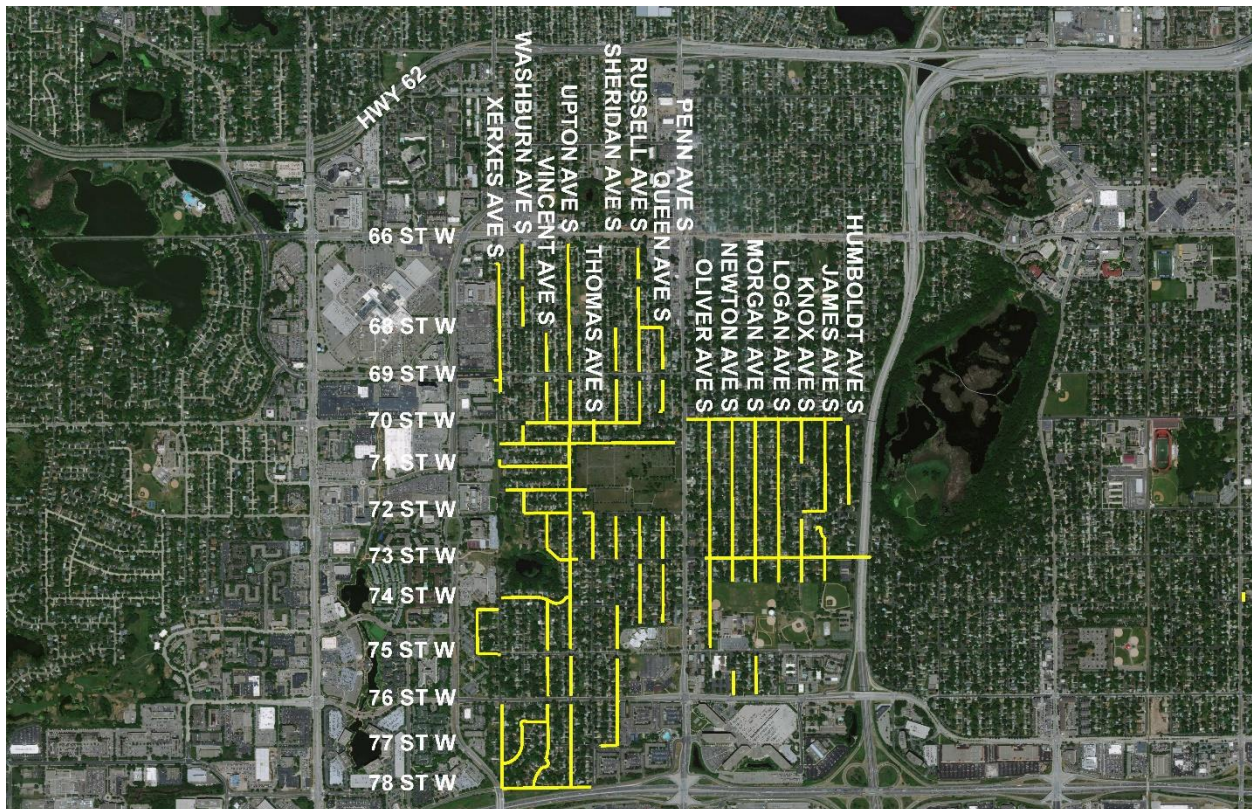 HWY 62
XERXES AVE S
WASHBURN AVE S
VINCENT AVE S
UPTON AVE S
THOMAS AVE S
SHERIDAN AVE S
RUSSELL AVE S
QUEEN AVE S
PENN AVE S
OLIVER AVE S
NEWTON AVE S
MORGAN AVE S
LOGAN AVE S
KNOX AVE S
JAMES AVE S
HUMBOLDT AVE S
66 ST W
68 ST W
69 ST W
70 ST W
71 ST W
72 ST W
73 ST W
74 ST W
75 ST W
76 ST W
77 ST W
78 ST W